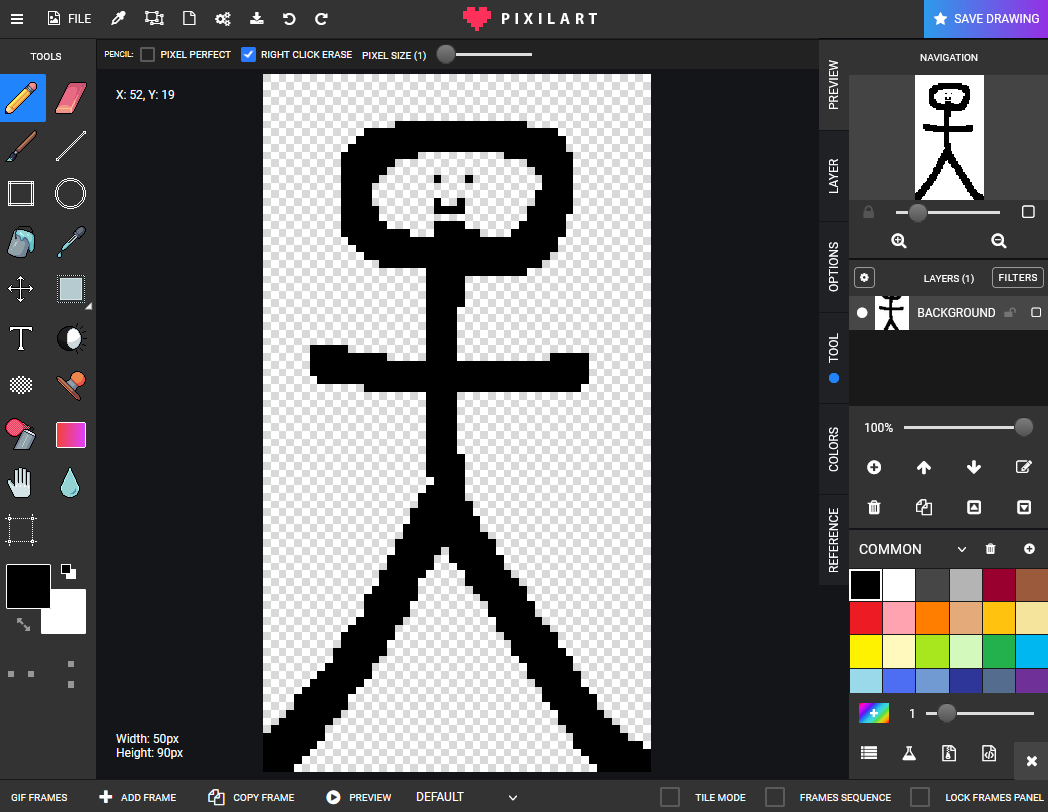 FILE
PIXILART
SAVE DRAWING
TOOLS
PENCIL: PIXEL PERFECT RIGHT CLICK ERASE PIXEL SIZE (1)
X: 52, Y: 19
T
Width: 50px
Height: 90px
PREVIEW
LAYER
OPTIONS
TOOL
COLORS
REFERENCE
NAVIGATION
LAYERS (1) FILTERS
BACKGROUND
100%
COMMON
1
GIF FRAMES ADD FRAME COPY FRAME PREVIEW DEFAULT TILE MODE FRAMES SEQUENCE LOCK FRAMES PANEL